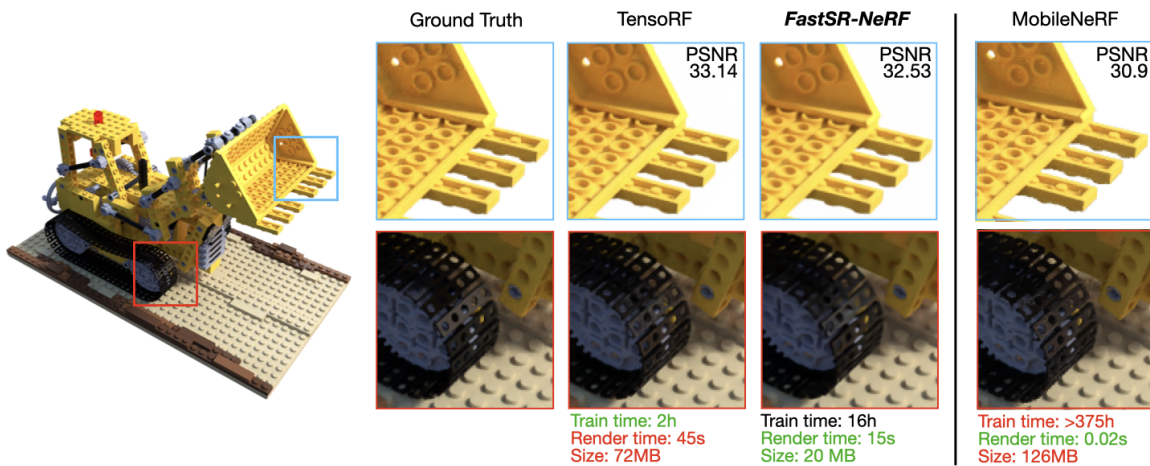 Ground Truth
TensoRF
FastSR-NeRF
MobileNeRF
PSNR
33.14
PSNR
32.53
PSNR
30.9
Train time: 2h
Render time: 45s
Size: 72MB
Train time: 16h
Render time: 15s
Size: 20 MB
Train time: >375h
Render time: 0.02s
Size: 126MB